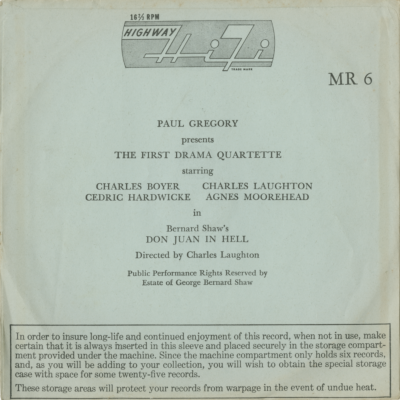 16⅔ RPM
HIGHWAY
Hi-Fi
TRADE MARK
MR 6
PAUL GREGORY
presents
THE FIRST DRAMA QUARTETTE
starring
CHARLES BOYER CHARLES LAUGHTON
CEDRIC HARDWICKE AGNES MOOREHEAD
in
Bernard Shaw's
DON JUAN IN HELL
Directed by Charles Laughton
Public Performance Rights Reserved by
Estate of George Bernard Shaw
In order to insure long-life and continued enjoyment of this record, when not in use, make
certain that it is always inserted in this sleeve and placed securely in the storage compart-
ment provided under the machine. Since the machine compartment only holds six records,
and, as you will be adding to your collection, you will wish to obtain the special storage
case with space for some twenty-five records.
These storage areas will protect your records from warpage in the event of undue heat.